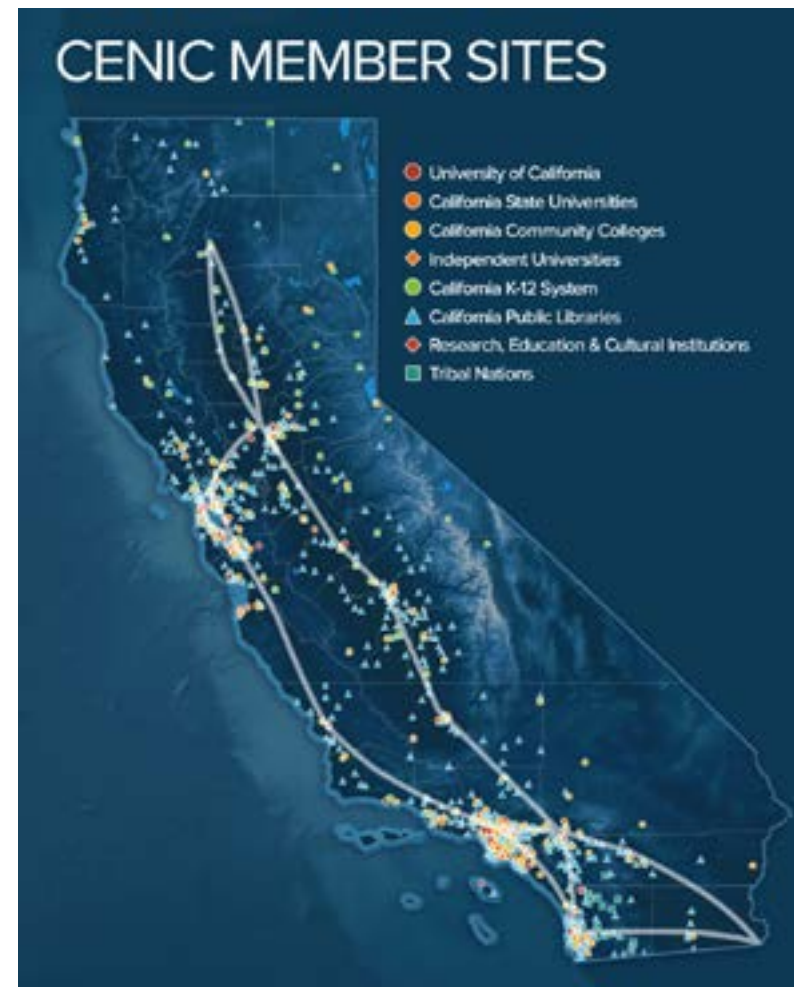 CENIC MEMBER SITES
University of California
California State Universities
California Community Colleges
Independent Universities
California K-12 System
California Public Libraries
Research, Education & Cultural Institutions
Tribal Nations